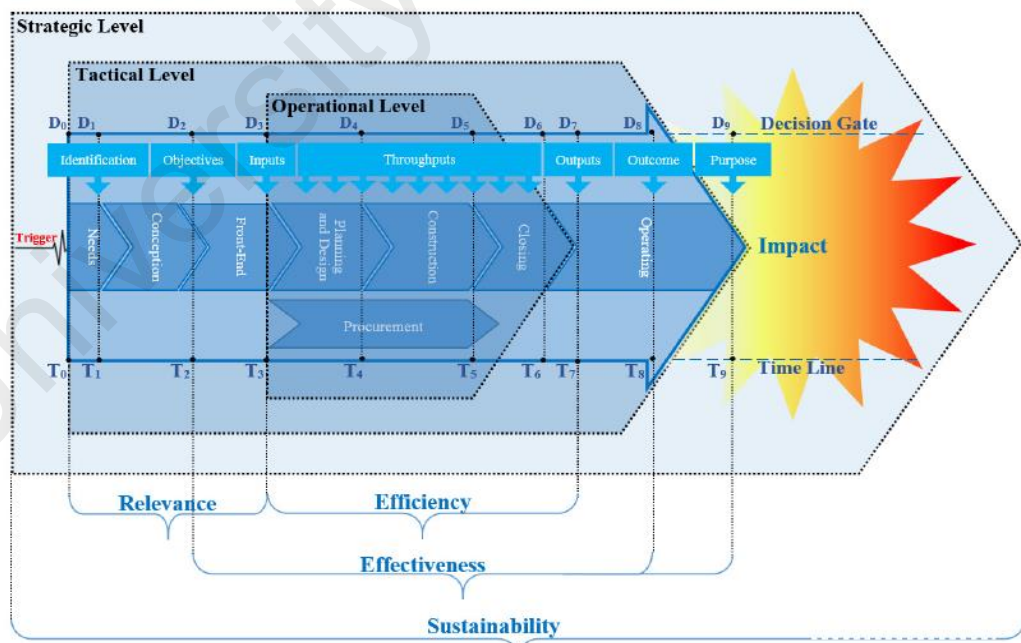 University
Strategic Level
Tactical Level
Operational Level
D0 D1 D2 D3 D4 D5 D6 D7 D8 D9 Decision Gate
Identification Objectives Inputs Throughputs Outputs Outcome Purpose
Trigger
Needs
Conception
Front-End
Planning
and Design
Construction
Closing
Operating
Impact
Procurement
T0 T1 T2 T3 T4 T5 T6 T7 T8 T9 Time Line
Relevance
Efficiency
Effectiveness
Sustainability